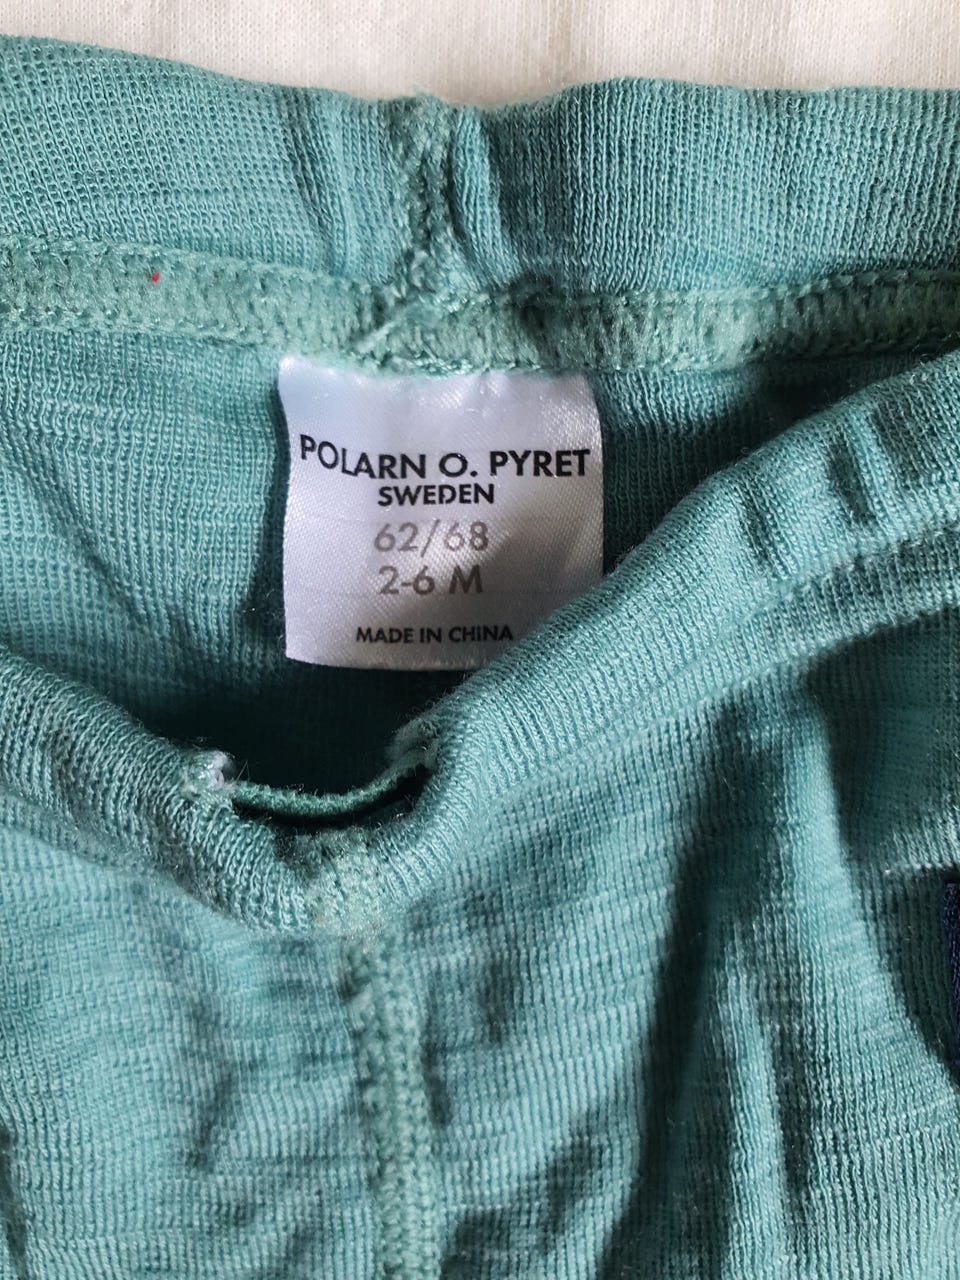 POLARN O. PYRET
SWEDEN
62/68
2-6 M
MADE IN CHINA